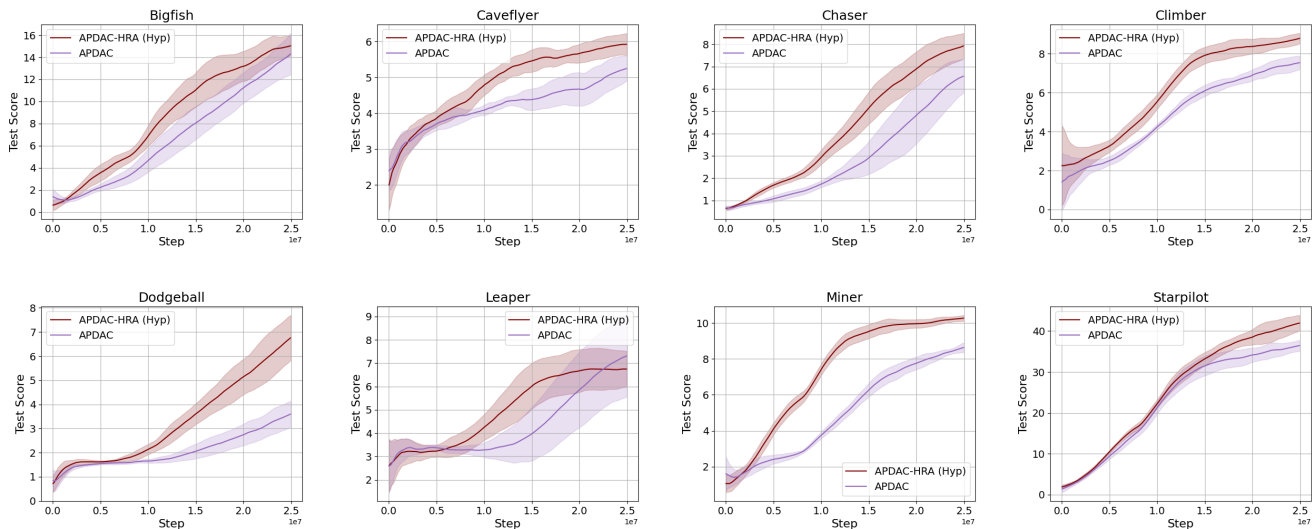 Bigfish
APDAC-HRA (Hyp)
APDAC
Test Score
16
14
12
10
8
6
4
2
0
0.0 0.5 1.0 1.5 2.0 2.5
1e7
Step
Caveflyer
APDAC-HRA (Hyp)
APDAC
Test Score
6
5
4
3
2
0.0 0.5 1.0 1.5 2.0 2.5
1e7
Step
Chaser
APDAC-HRA (Hyp)
APDAC
Test Score
8
7
6
5
4
3
2
1
0.0 0.5 1.0 1.5 2.0 2.5
1e7
Step
Climber
APDAC-HRA (Hyp)
APDAC
Test Score
8
6
4
2
0
0.0 0.5 1.0 1.5 2.0 2.5
1e7
Step
Dodgeball
APDAC-HRA (Hyp)
APDAC
Test Score
8
7
6
5
4
3
2
1
0
0.0 0.5 1.0 1.5 2.0 2.5
1e7
Step
Leaper
APDAC-HRA (Hyp)
APDAC
Test Score
9
8
7
6
5
4
3
2
0.0 0.5 1.0 1.5 2.0 2.5
1e7
Step
Miner
APDAC-HRA (Hyp)
APDAC
Test Score
10
8
6
4
2
0.0 0.5 1.0 1.5 2.0 2.5
1e7
Step
Starpilot
APDAC-HRA (Hyp)
APDAC
Test Score
40
30
20
10
0
0.0 0.5 1.0 1.5 2.0 2.5
1e7
Step